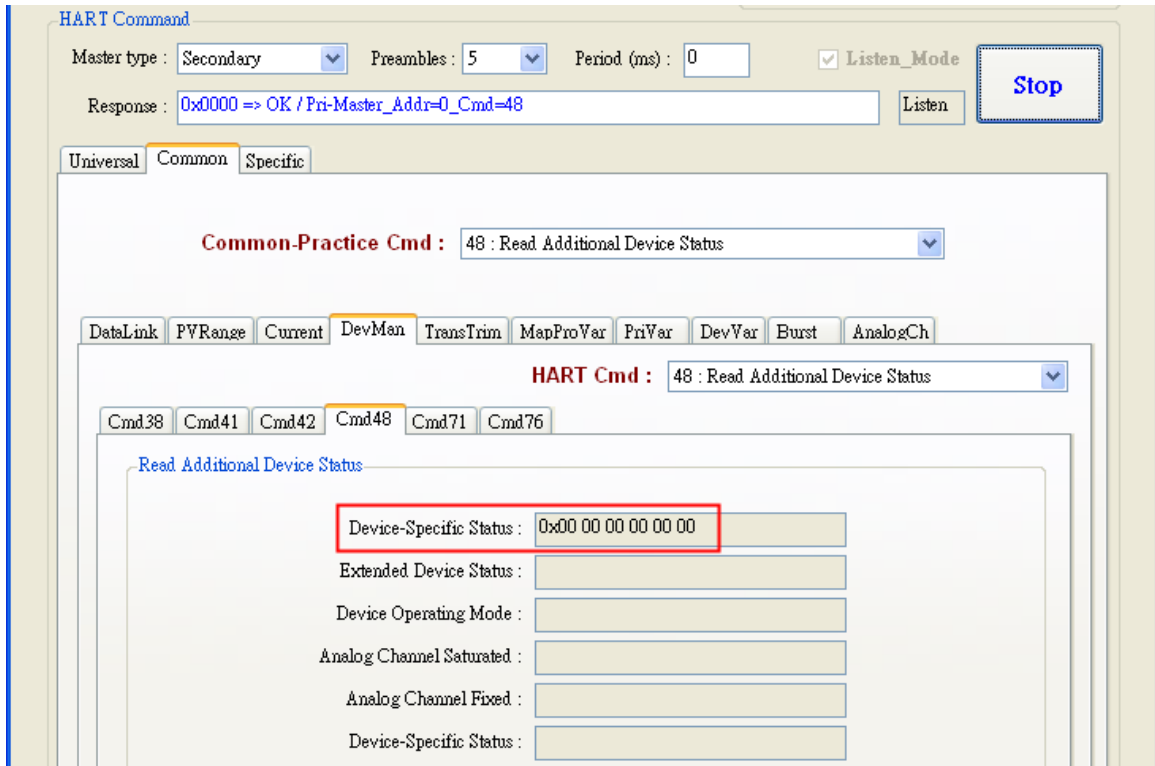 HART Command
Master type : Secondary Preambles : 5 Period (ms) : 0 Listen_Mode Stop
Response : 0x0000 => OK / Pri-Master_Addr=0_Cmd=48 Listen
Universal Common Specific
Common-Practice Cmd : 48 : Read Additional Device Status
DataLink PVRange Current DevMan TransTrim MapProVar PriVar DevVar Burst AnalogCh
HART Cmd : 48 : Read Additional Device Status
Cmd38 Cmd41 Cmd42 Cmd48 Cmd71 Cmd76
Read Additional Device Status
Device-Specific Status : 0x00 00 00 00 00 00
Extended Device Status :
Device Operating Mode :
Analog Channel Saturated :
Analog Channel Fixed :
Device-Specific Status :